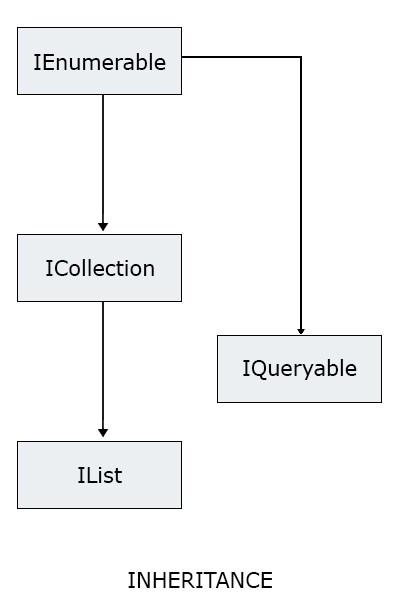 IEnumerable
ICollection
IQueryable
IList
INHERITANCE